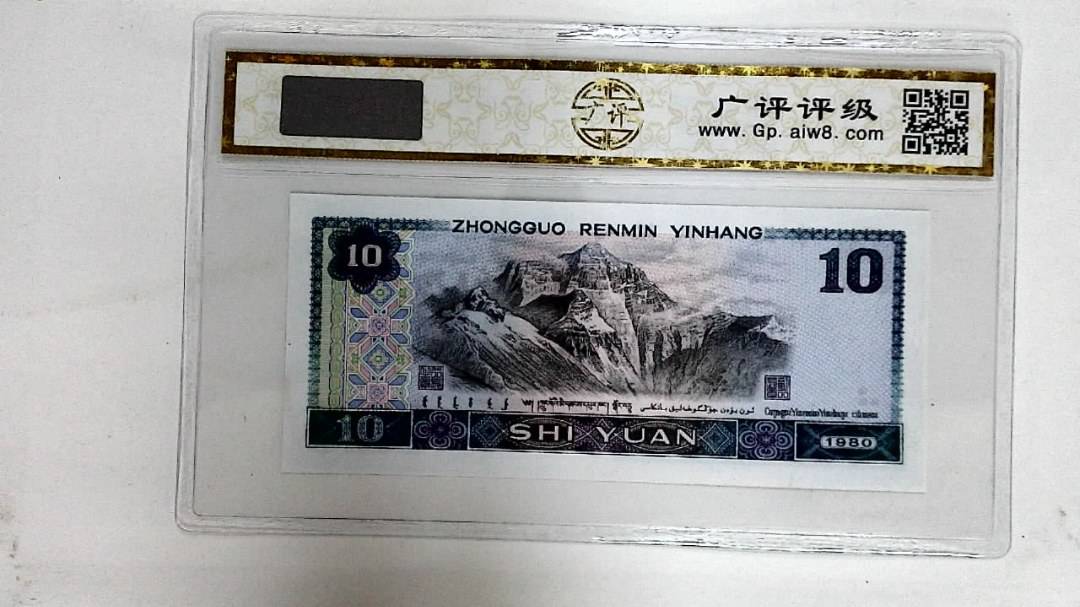 广评
广评评级
www.Gp.aiw8.com
ZHONGGUO RENMIN YINHANG
10
10
10
SHI YUAN
1980